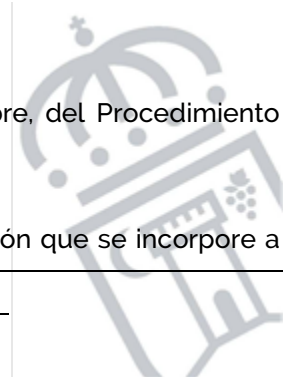 re, del Procedimiento
ón que se incorpore a